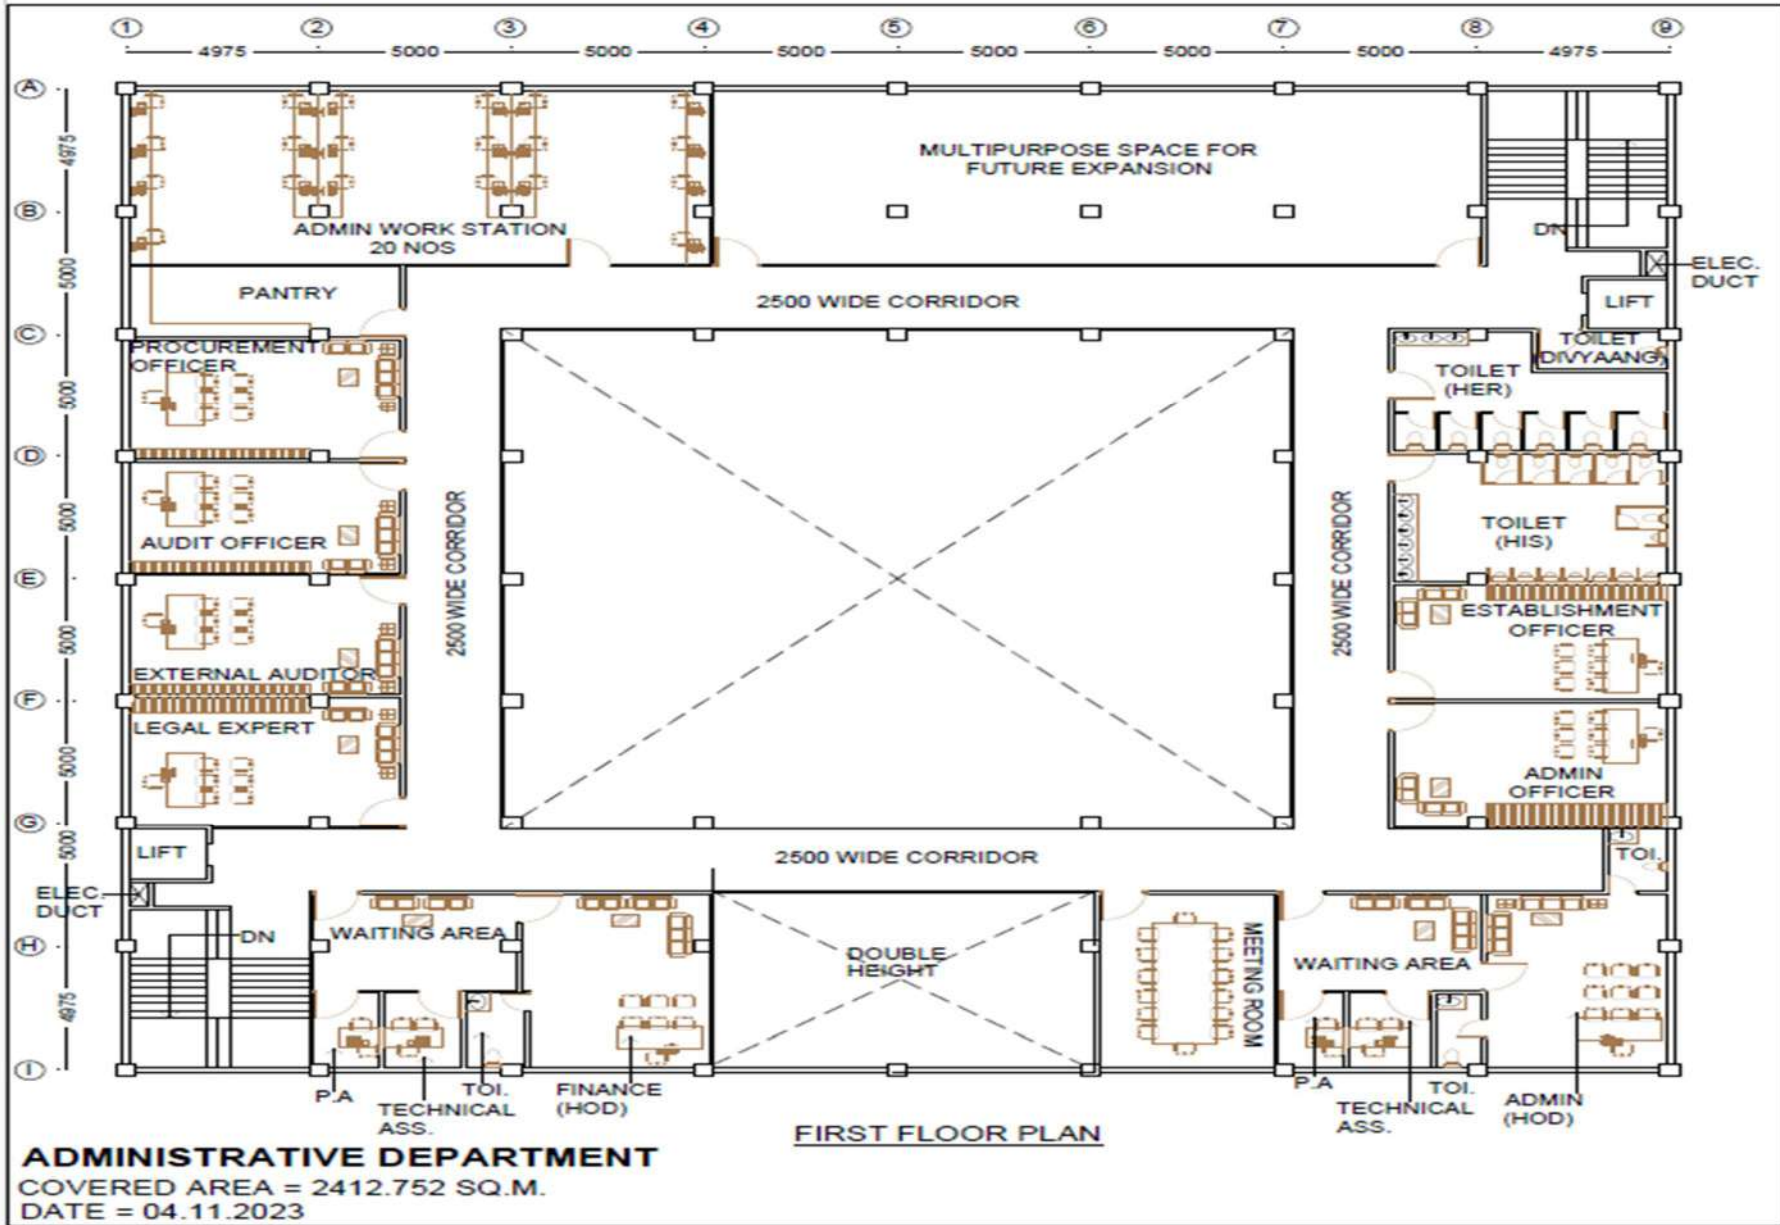 1 2 3 4 5 6 7 8 9
4975 5000 5000 5000 5000 5000 5000 4975
A
4975
B
5000
C
5000
D
5000
E
5000
F
5000
G
5000
H
4975
I
MULTIPURPOSE SPACE FOR
FUTURE EXPANSION
ADMIN WORK STATION
20 NOS
DN
ELEC.
DUCT
LIFT
PANTRY
2500 WIDE CORRIDOR
PROCUREMENT
OFFICER
TOILET
(DIVYAANG)
TOILET
(HER)
AUDIT OFFICER
2500 WIDE CORRIDOR
2500 WIDE CORRIDOR
TOILET
(HIS)
EXTERNAL AUDITOR
ESTABLISHMENT
OFFICER
LEGAL EXPERT
ADMIN
OFFICER
LIFT
2500 WIDE CORRIDOR
TOI.
ELEC.
DUCT
DN
WAITING AREA
DOUBLE
HEIGHT
MEETING ROOM
WAITING AREA
P.A
TECHNICAL
ASS.
TOI.
FINANCE
(HOD)
P.A
TECHNICAL
ASS.
TOI.
ADMIN
(HOD)
FIRST FLOOR PLAN
ADMINISTRATIVE DEPARTMENT
COVERED AREA = 2412.752 SQ.M.
DATE = 04.11.2023